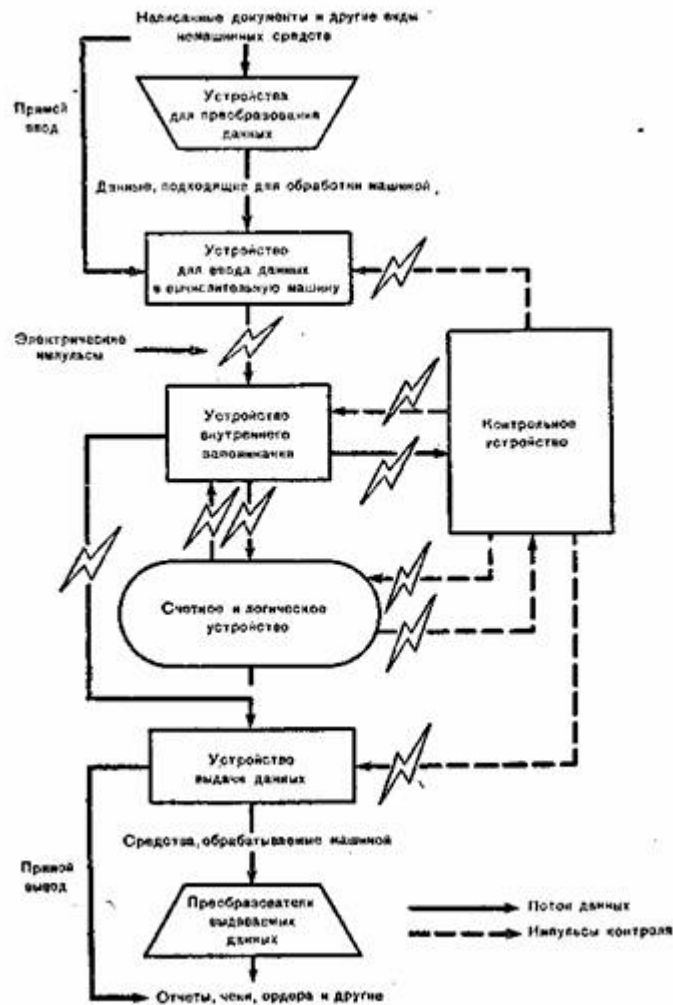 Написанные документы и другие виды
немашинных средств
Прямой
ввод
Устройства
для преобразования
данных
Данные, подходящие для обработки машиной,
Устройство
для ввода данных
в вычислительную машину
Электрические
импульсы
Устройство
внутреннего
запоминания
Контрольное
устройство
Счетное и логическое
устройство
Устройство
выдачи данных
Средства, обрабатываемые машиной
Прямой
вывод
Преобразователи
выдаваемых
данных
Поток данных
Импульсы контроля
Отчеты, чеки, ордера и другие